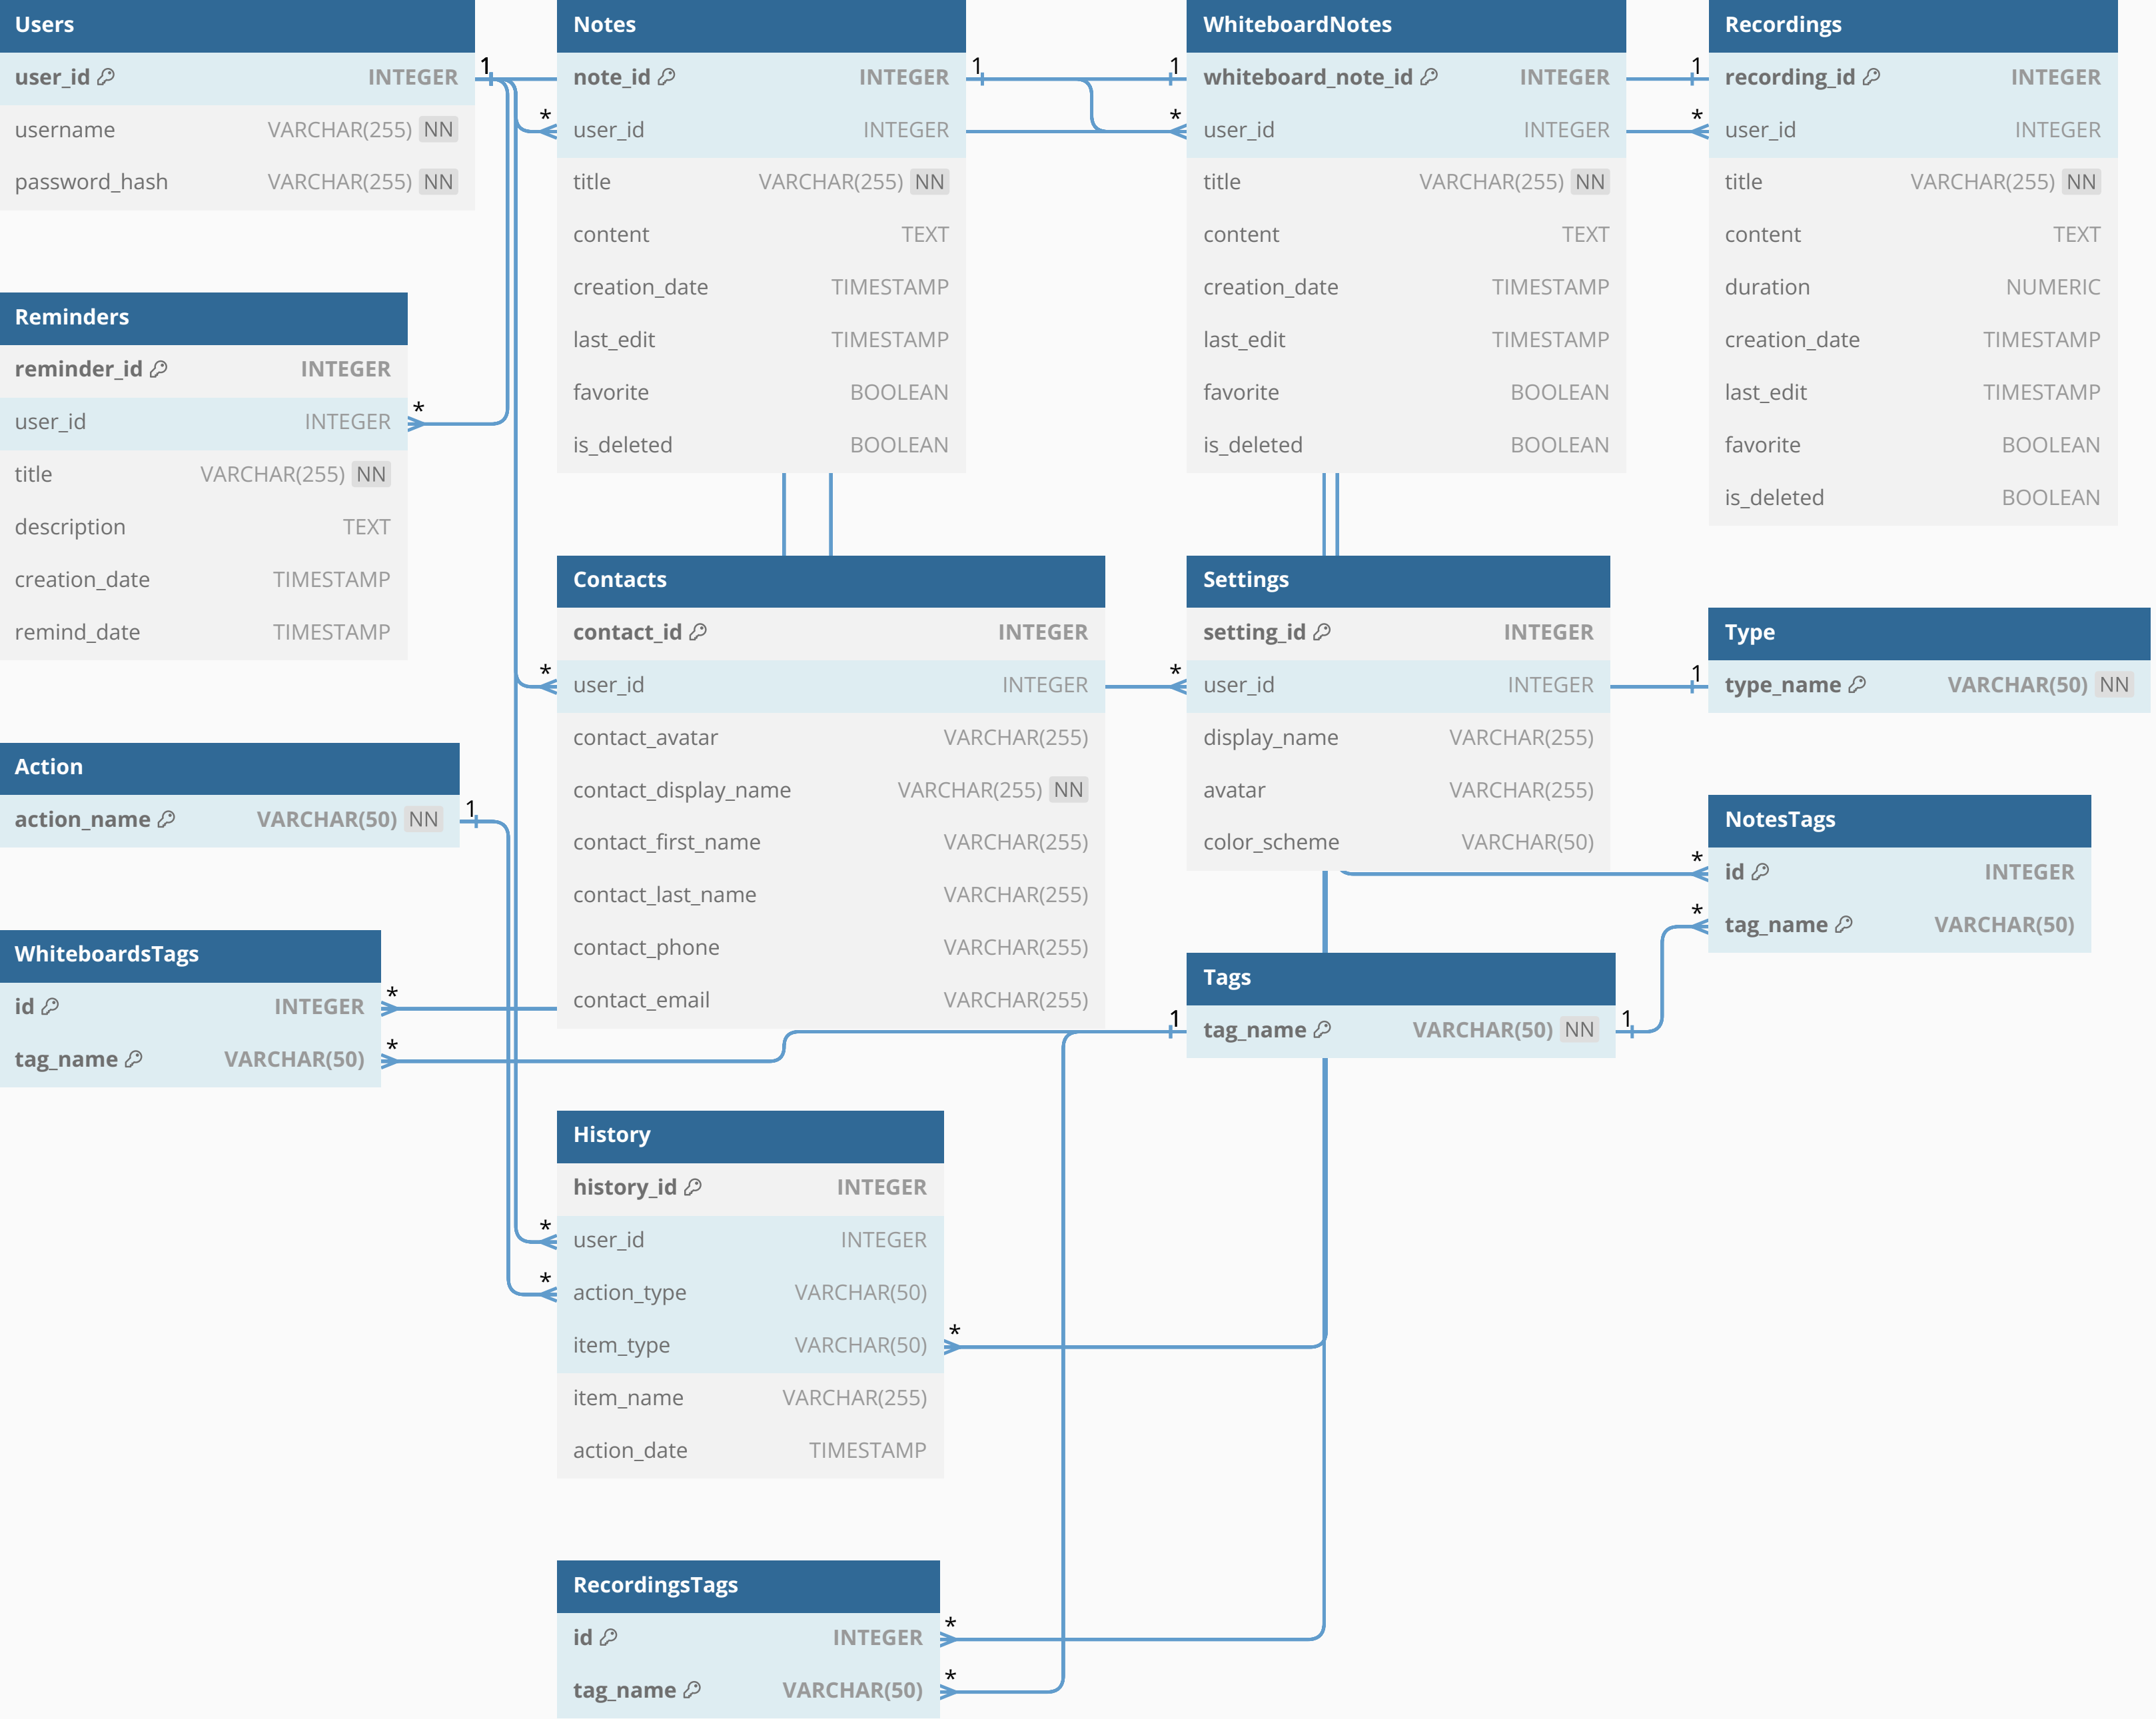 Users
user_id INTEGER
username VARCHAR(255) NN
password_hash VARCHAR(255) NN
1
Notes
note_id INTEGER
* user_id INTEGER
title VARCHAR(255) NN
content TEXT
creation_date TIMESTAMP
last_edit TIMESTAMP
favorite BOOLEAN
is_deleted BOOLEAN
1
1
WhiteboardNotes
whiteboard_note_id INTEGER
* user_id INTEGER
title VARCHAR(255) NN
content TEXT
creation_date TIMESTAMP
last_edit TIMESTAMP
favorite BOOLEAN
is_deleted BOOLEAN
1
Recordings
recording_id INTEGER
* user_id INTEGER
title VARCHAR(255) NN
content TEXT
duration NUMERIC
creation_date TIMESTAMP
last_edit TIMESTAMP
favorite BOOLEAN
is_deleted BOOLEAN
Reminders
reminder_id INTEGER
user_id INTEGER *
title VARCHAR(255) NN
description TEXT
creation_date TIMESTAMP
remind_date TIMESTAMP
Contacts
contact_id INTEGER
* user_id INTEGER
contact_avatar VARCHAR(255)
contact_display_name VARCHAR(255) NN
contact_first_name VARCHAR(255)
contact_last_name VARCHAR(255)
contact_phone VARCHAR(255)
contact_email VARCHAR(255)
Settings
setting_id INTEGER
* user_id INTEGER
display_name VARCHAR(255)
avatar VARCHAR(255)
color_scheme VARCHAR(50)
Type
1 type_name VARCHAR(50) NN
Action
action_name VARCHAR(50) NN 1
NotesTags
* id INTEGER
* tag_name VARCHAR(50)
WhiteboardsTags
id INTEGER *
tag_name VARCHAR(50) *
Tags
1 tag_name VARCHAR(50) NN 1
History
history_id INTEGER
* user_id INTEGER
* action_type VARCHAR(50)
item_type VARCHAR(50) *
item_name VARCHAR(255)
action_date TIMESTAMP
RecordingsTags
id INTEGER *
tag_name VARCHAR(50) *